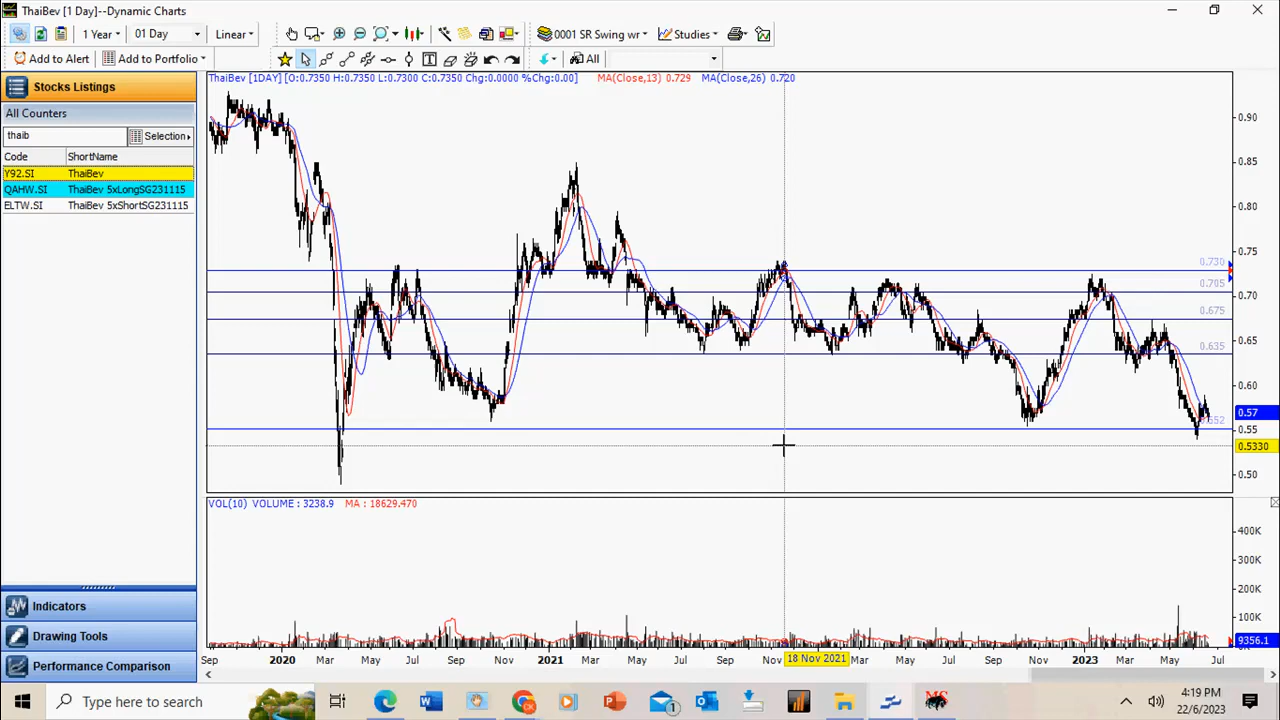 ThaiBev [1 Day]--Dynamic Charts
1 Year
01 Day
Linear
0001 SR Swing wr
Studies
Add to Alert
Add to Portfolio
T
All
Stocks Listings
All Counters
thaib
Selection
Code ShortName
Y92.SI ThaiBev
QAHW.SI ThaiBev 5xLongSG231115
ELTW.SI ThaiBev 5xShortSG231115
Indicators
Drawing Tools
Performance Comparison
ThaiBev [1DAY] [O:0.7350 H:0.7350 L:0.7300 C:0.7350 Chg:0.0000 %Chg:0.00] MA(Close,13) 0.729 MA(Close,26) 0.720
0.90
0.85
0.80
0.75
0.730
0.705
0.70
0.675
0.65
0.635
0.60
0.57
0.55
0.5330
0.50
VOL(10) VOLUME : 3238.9 MA : 18629.470
400K
300K
200K
100K
9356.1
Sep 2020 Mar May Jul Sep Nov 2021 Mar May Jul Sep Nov 18 Nov 2021 Mar May Jul Sep Nov 2023 Mar May Jul
Type here to search
1
4:19 PM
22/6/2023